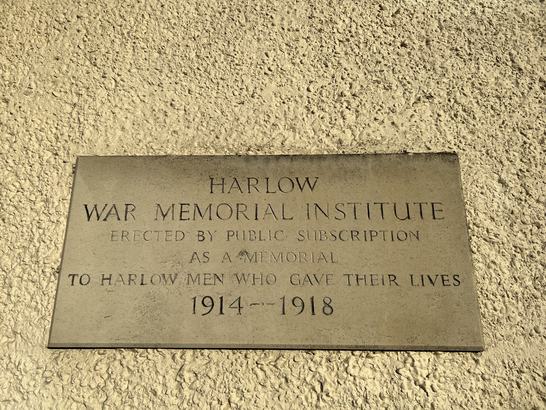 HARLOW
WAR MEMORIAL INSTITUTE
ERECTED BY PUBLIC SUBSCRIPTION
AS A MEMORIAL
TO HARLOW MEN WHO GAVE THEIR LIVES
1914—1918